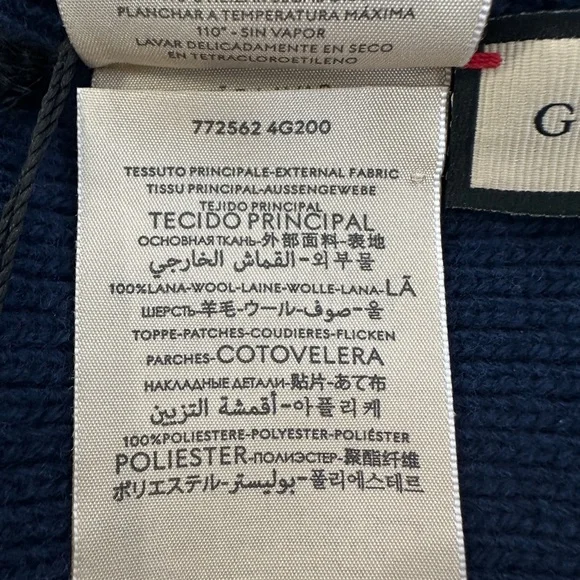 PLANCHAR A TEMPERATURA MÁXIMA
110° - SIN VAPOR
LAVAR DELICADAMENTE EN SECO
EN TETRACLOROETILENO
G
772562 4G200
TESSUTO PRINCIPALE-EXTERNAL FABRIC
TISSU PRINCIPAL-AUSSENGEWEBE
TEJIDO PRINCIPAL
TECIDO PRINCIPAL
ОСНОВНАЯ ТКАНЬ-外部面料-表地
القماش الخارجي-외부물
100%LANA-WOOL-LAINE-WOLLE-LANA-LÃ
ШЕРСТЬ-羊毛-ウール-صوف-울
TOPPE-PATCHES-COUDIERES-FLICKEN
PARCHES-COTOVELERA
НАКЛАДНЫЕ ДЕТАЛИ-貼片-あて布
أقمشة التزيين-아플리케
100%POLIESTERE-POLYESTER-POLIÉSTER
POLIESTER-ПОЛИЭСТЕР-聚酯纤维
ポリエステル-بوليستر-폴리에스테르